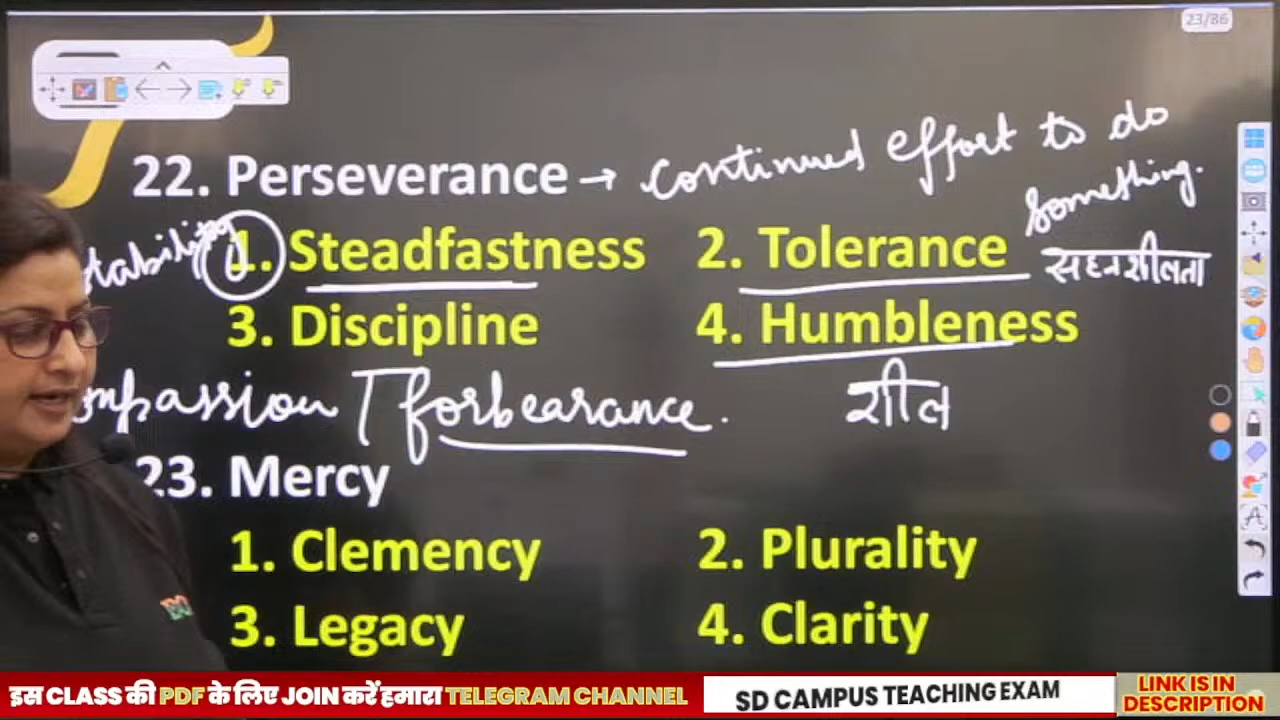 23/86
22. Perseverance → continued effort to do something.
stability
1. Steadfastness 2. Tolerance सहनशीलता
3. Discipline 4. Humbleness
शील
mpassion / forbearance.
23. Mercy
1. Clemency 2. Plurality
3. Legacy 4. Clarity
इस CLASS की PDF के लिए JOIN करें हमारा TELEGRAM CHANNEL
SD CAMPUS TEACHING EXAM
LINK IS IN
DESCRIPTION